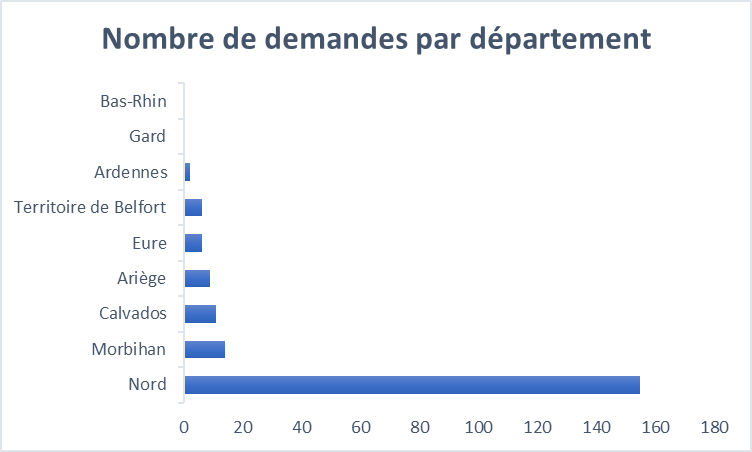 Nombre de demandes par département
Bas-Rhin
Gard
Ardennes
Territoire de Belfort
Eure
Ariège
Calvados
Morbihan
Nord
0 20 40 60 80 100 120 140 160 180